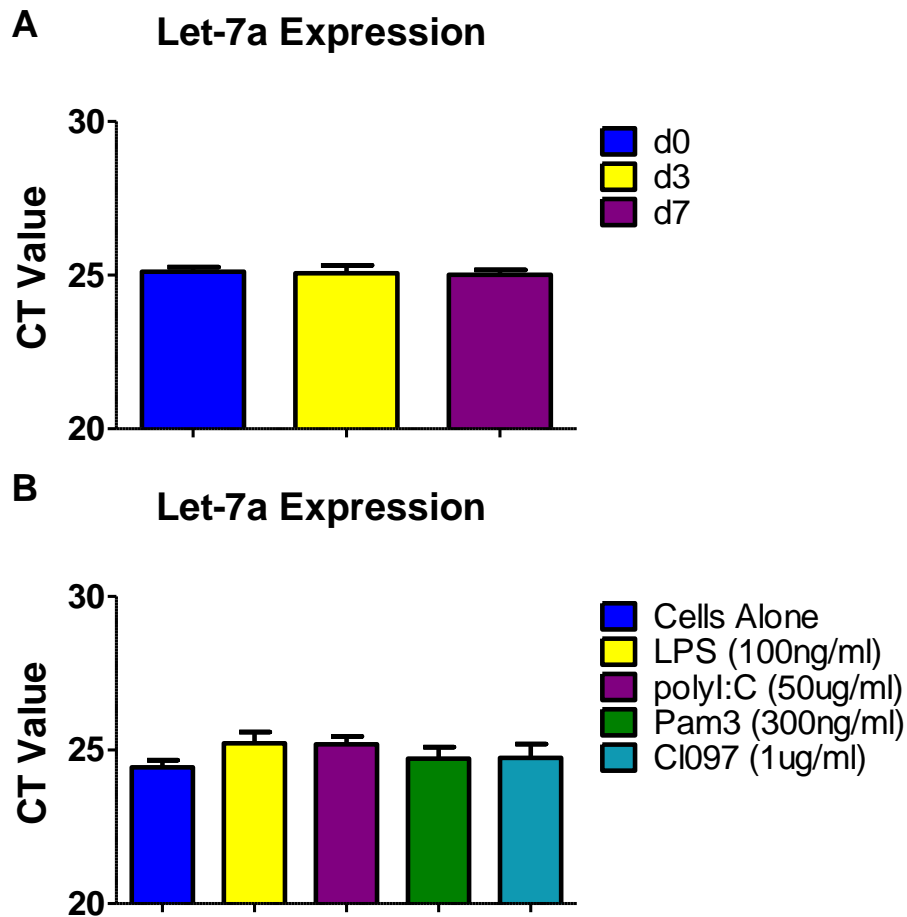 A
Let-7a Expression
30
25
20
CT Value
d0
d3
d7
B
Let-7a Expression
30
25
20
CT Value
Cells Alone
LPS (100ng/ml)
polyI:C (50ug/ml)
Pam3 (300ng/ml)
Cl097 (1ug/ml)